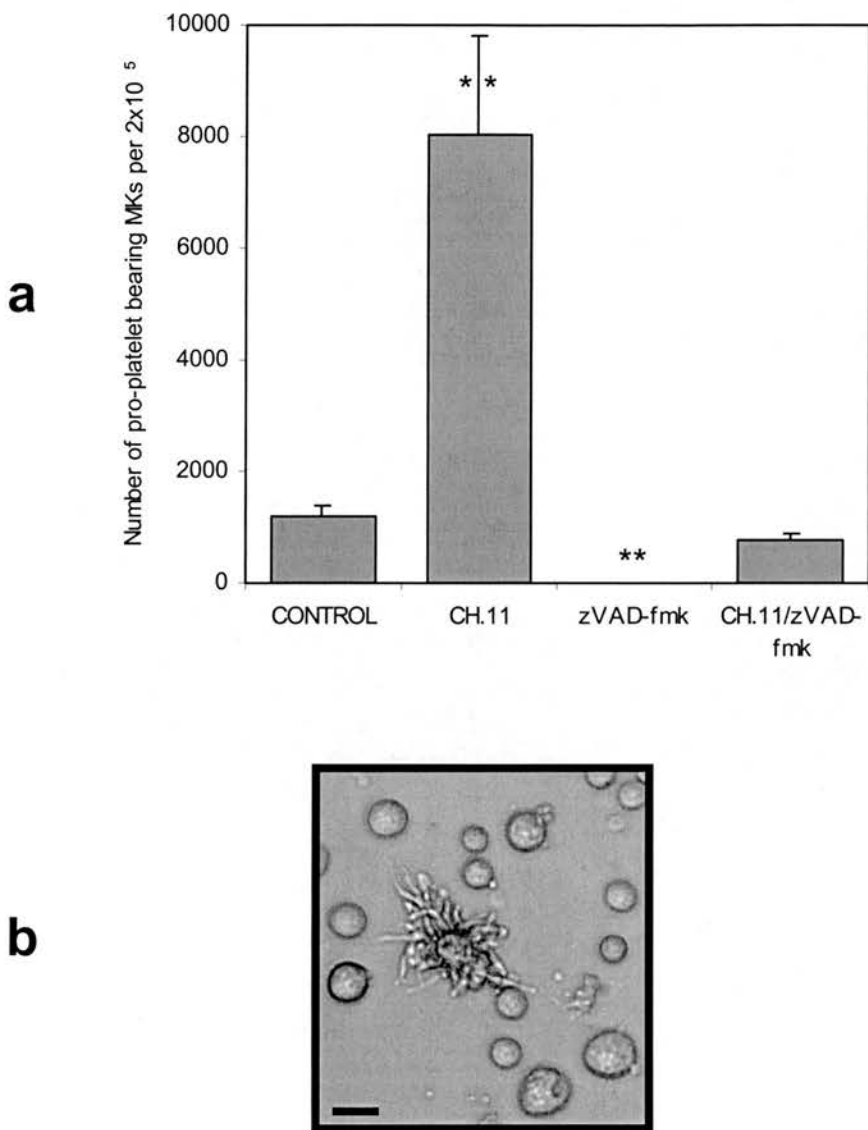 a
Number of pro-platelet bearing MKs per 2x10 5
10000
8000
6000
4000
2000
0
* *
**
CONTROL
CH.11
zVAD-fmk
CH.11/zVAD-
fmk
b